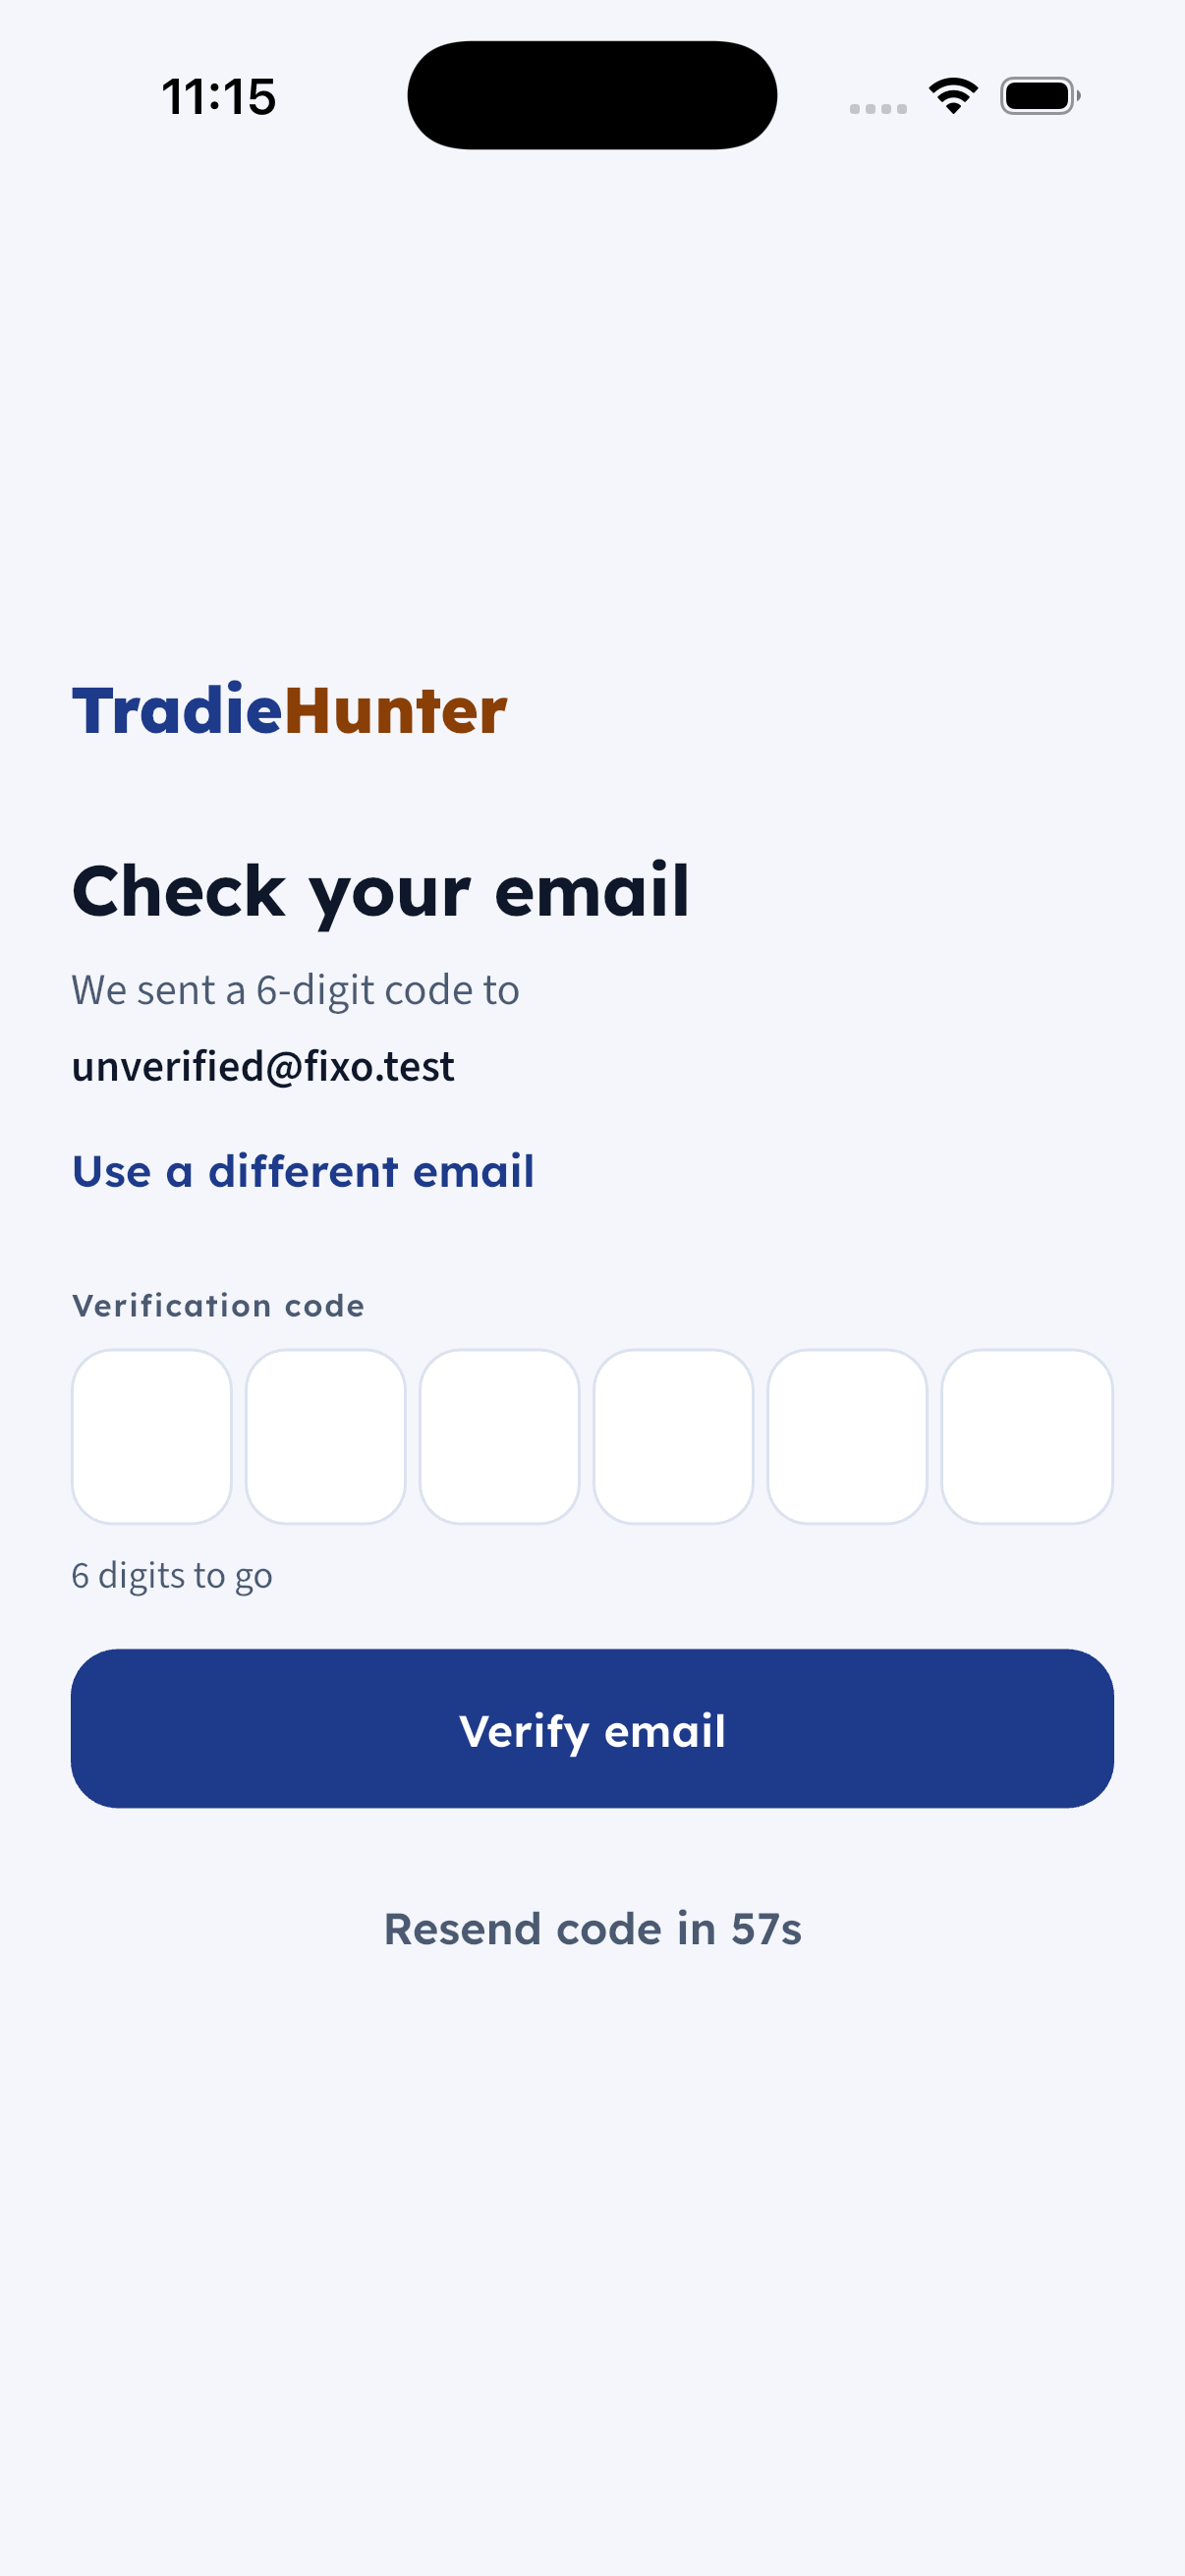 11:15
TradieHunter
Check your email
We sent a 6-digit code to
unverified@fixo.test
Use a different email
Verification code
6 digits to go
Verify email
Resend code in 57s